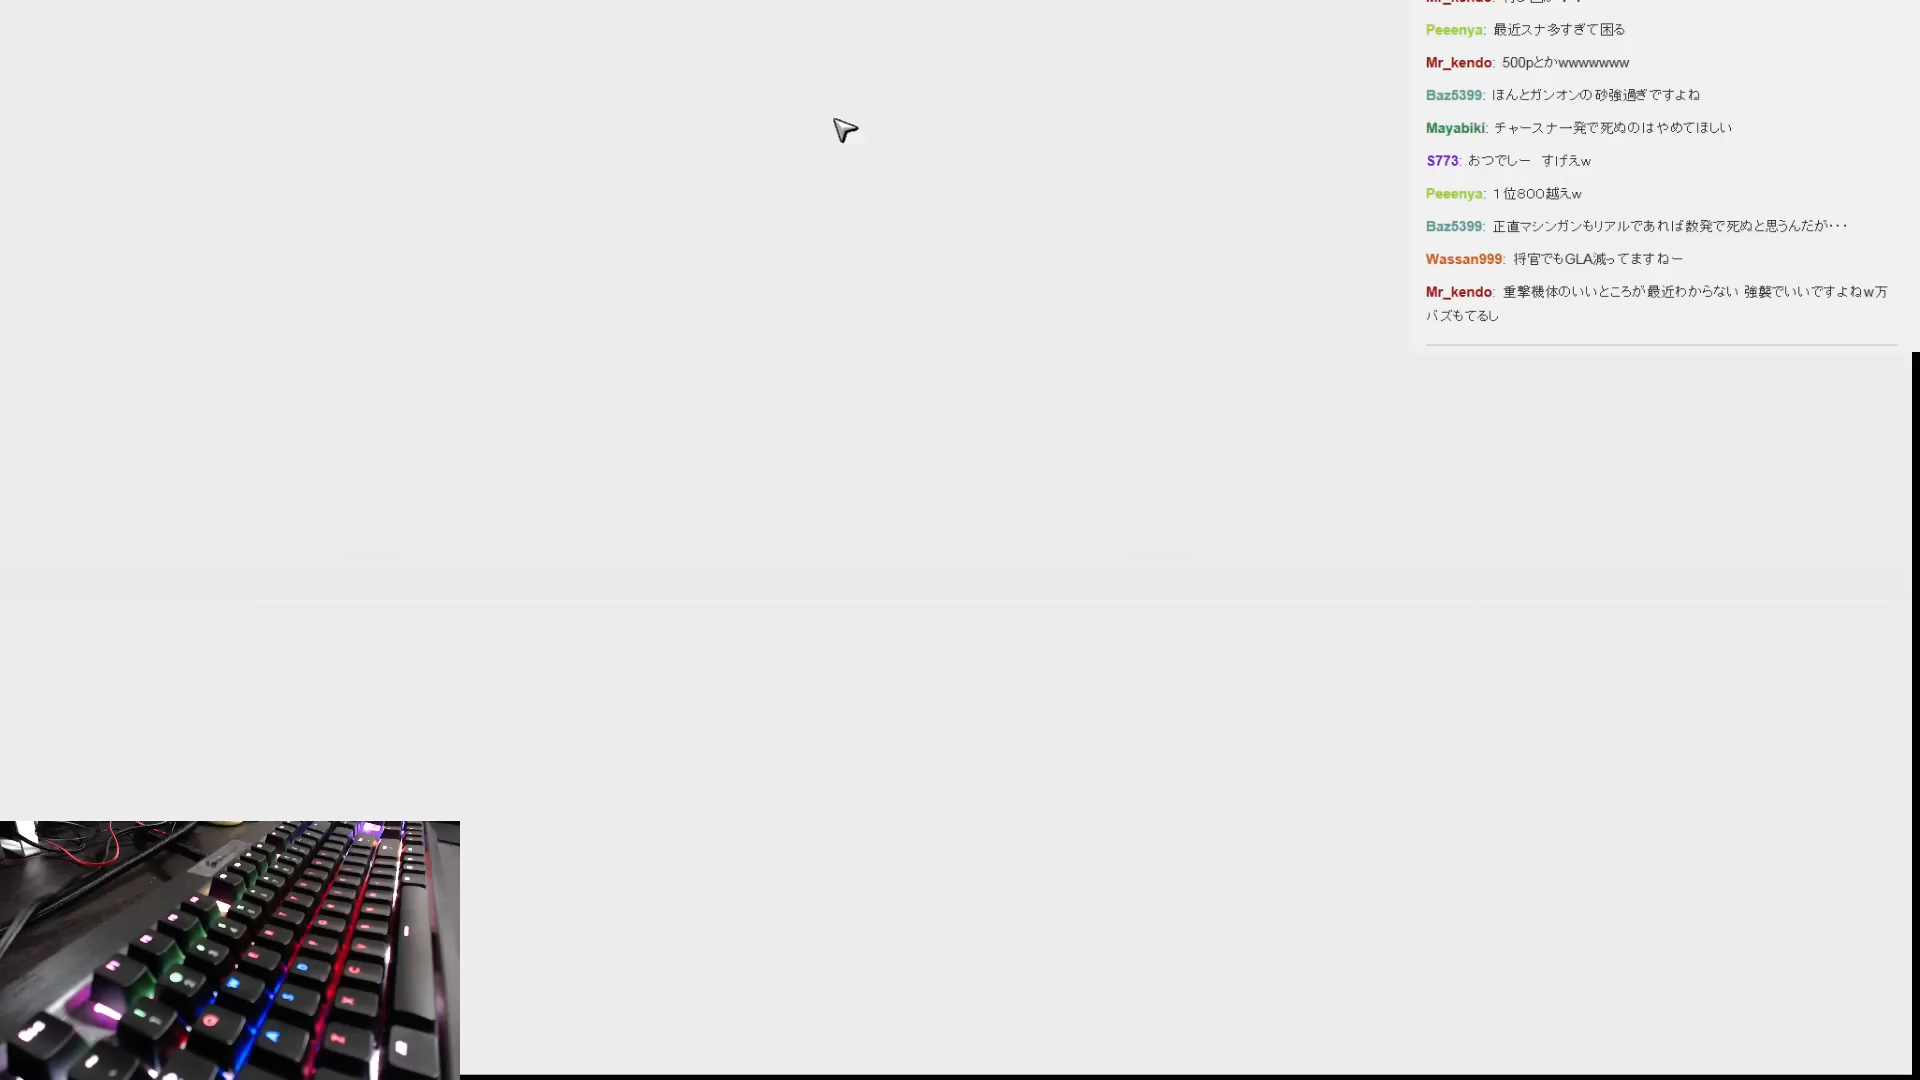 Peeenya: 最近スナ多すぎて困る
Mr_kendo: 500pとかwwwwwww
Baz5399: ほんとガンオンの砂強過ぎですよね
Mayabiki: チャースナ一発で死ぬのはやめてほしい
S773: おつでしー　すげえw
Peeenya: １位８００越えw
Baz5399: 正直マシンガンもリアルであれば数発で死ぬと思うんだが･･･
Wassan999: 将官でもGLA減ってますねー
Mr_kendo: 重撃機体のいいところが最近わからない 強襲でいいですよねw万
バズもてるし